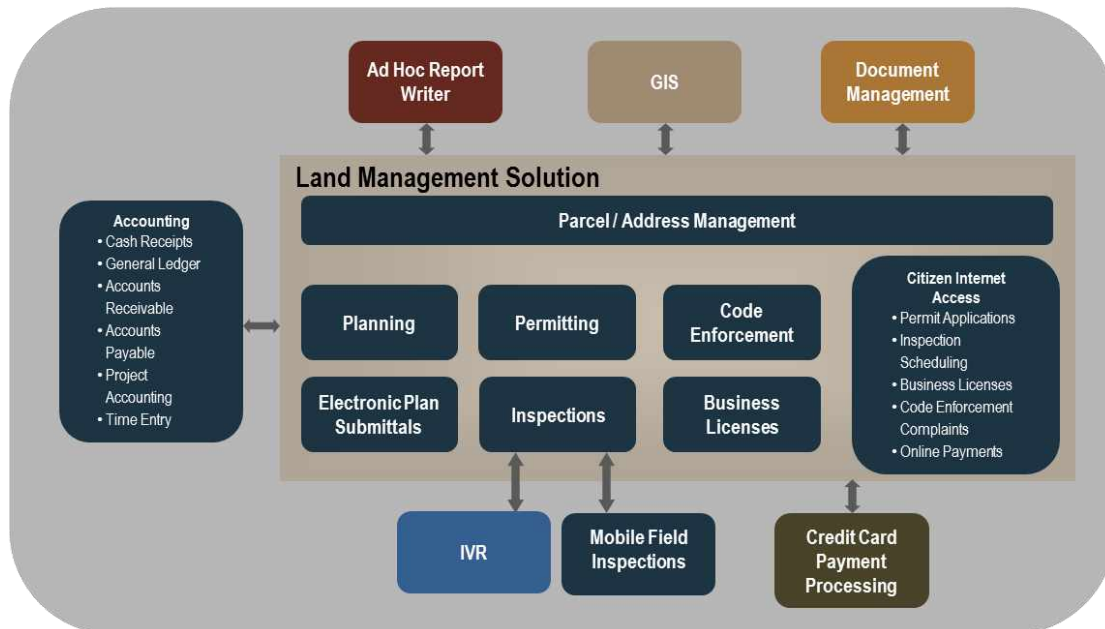 Ad Hoc Report
Writer
GIS
Document
Management
Land Management Solution
Parcel / Address Management
Accounting
• Cash Receipts
• General Ledger
• Accounts
Receivable
• Accounts
Payable
• Project
Accounting
• Time Entry
Planning
Permitting
Code
Enforcement
Electronic Plan
Submittals
Inspections
Business
Licenses
Citizen Internet
Access
• Permit Applications
• Inspection
Scheduling
• Business Licenses
• Code Enforcement
Complaints
• Online Payments
IVR
Mobile Field
Inspections
Credit Card
Payment
Processing